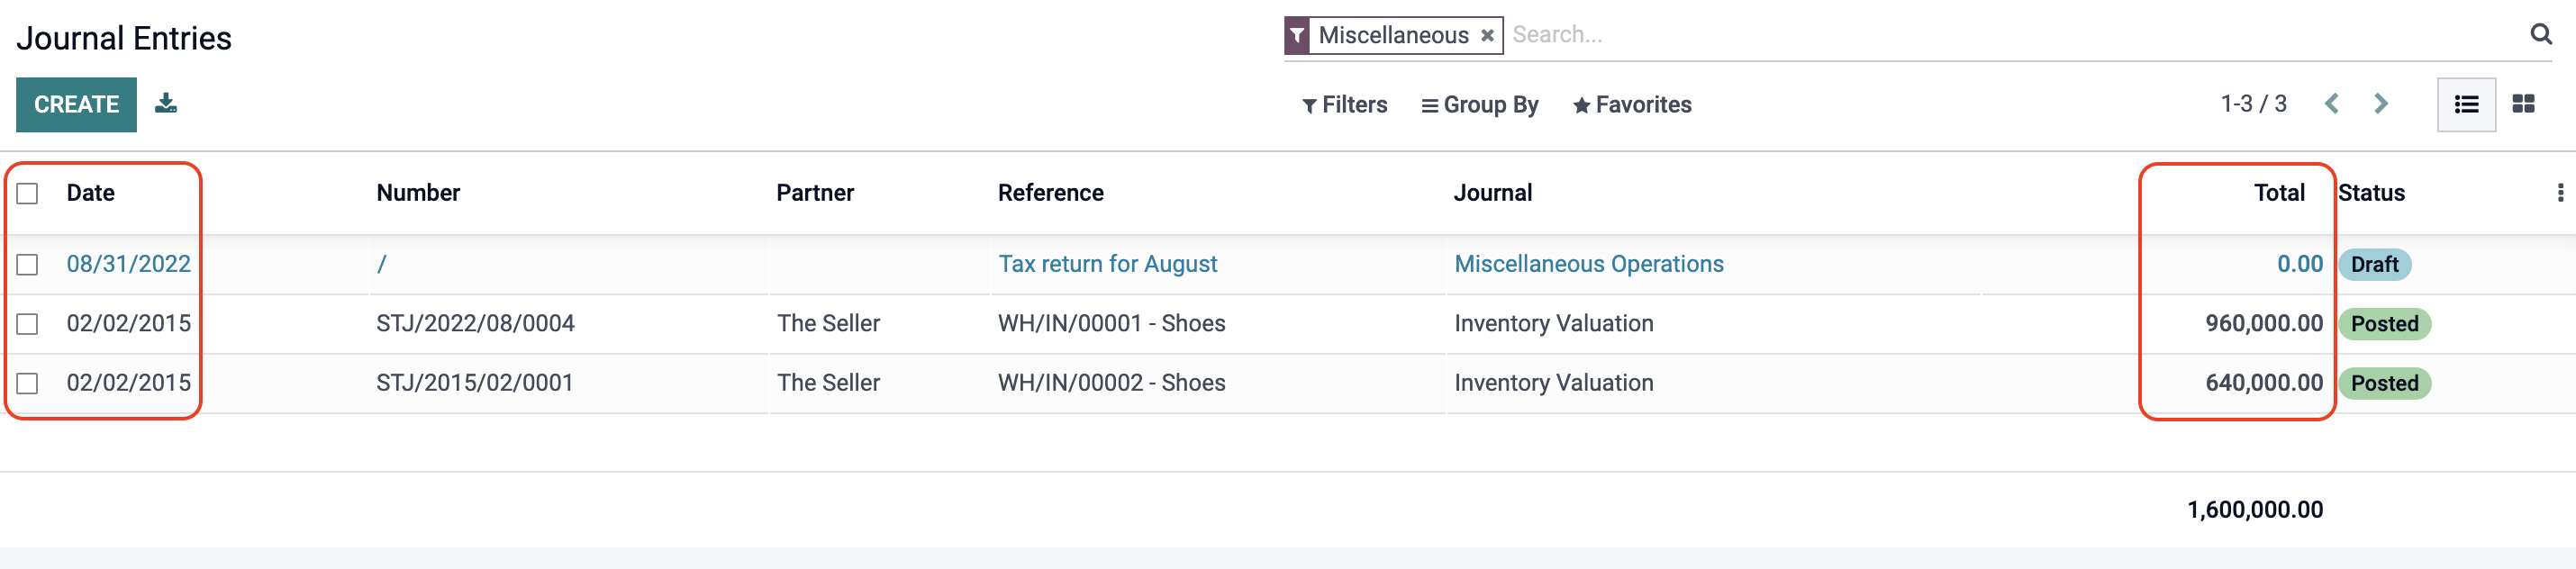 Journal Entries
Miscellaneous ✖ Search...
CREATE
Filters Group By Favorites
1-3 / 3
Date Number Partner Reference Journal Total Status
08/31/2022 / Tax return for August Miscellaneous Operations 0.00 Draft
02/02/2015 STJ/2022/08/0004 The Seller WH/IN/00001 - Shoes Inventory Valuation 960,000.00 Posted
02/02/2015 STJ/2015/02/0001 The Seller WH/IN/00002 - Shoes Inventory Valuation 640,000.00 Posted
1,600,000.00